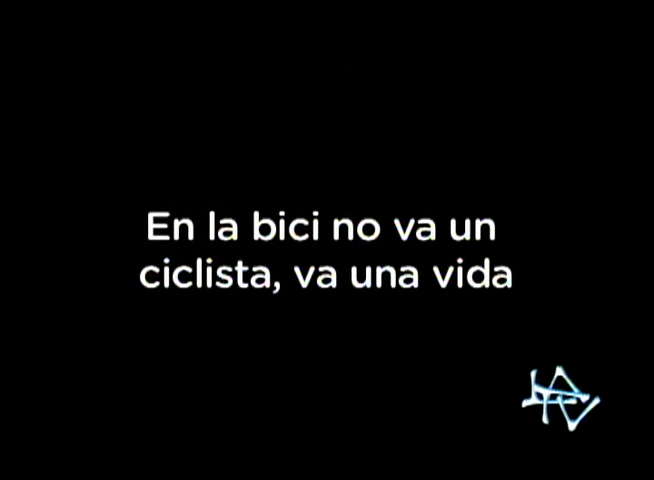 En la bici no va un
ciclista, va una vida